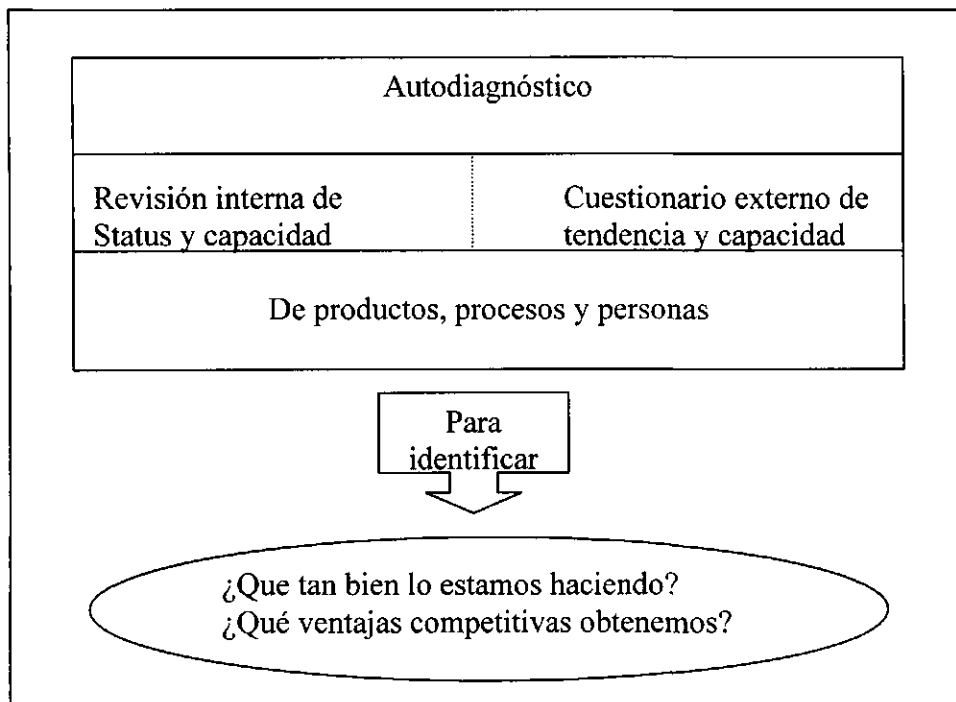 Autodiagnóstico
Revisión interna de
Status y capacidad
Cuestionario externo de
tendencia y capacidad
De productos, procesos y personas
Para
identificar
¿Que tan bien lo estamos haciendo?
¿Qué ventajas competitivas obtenemos?